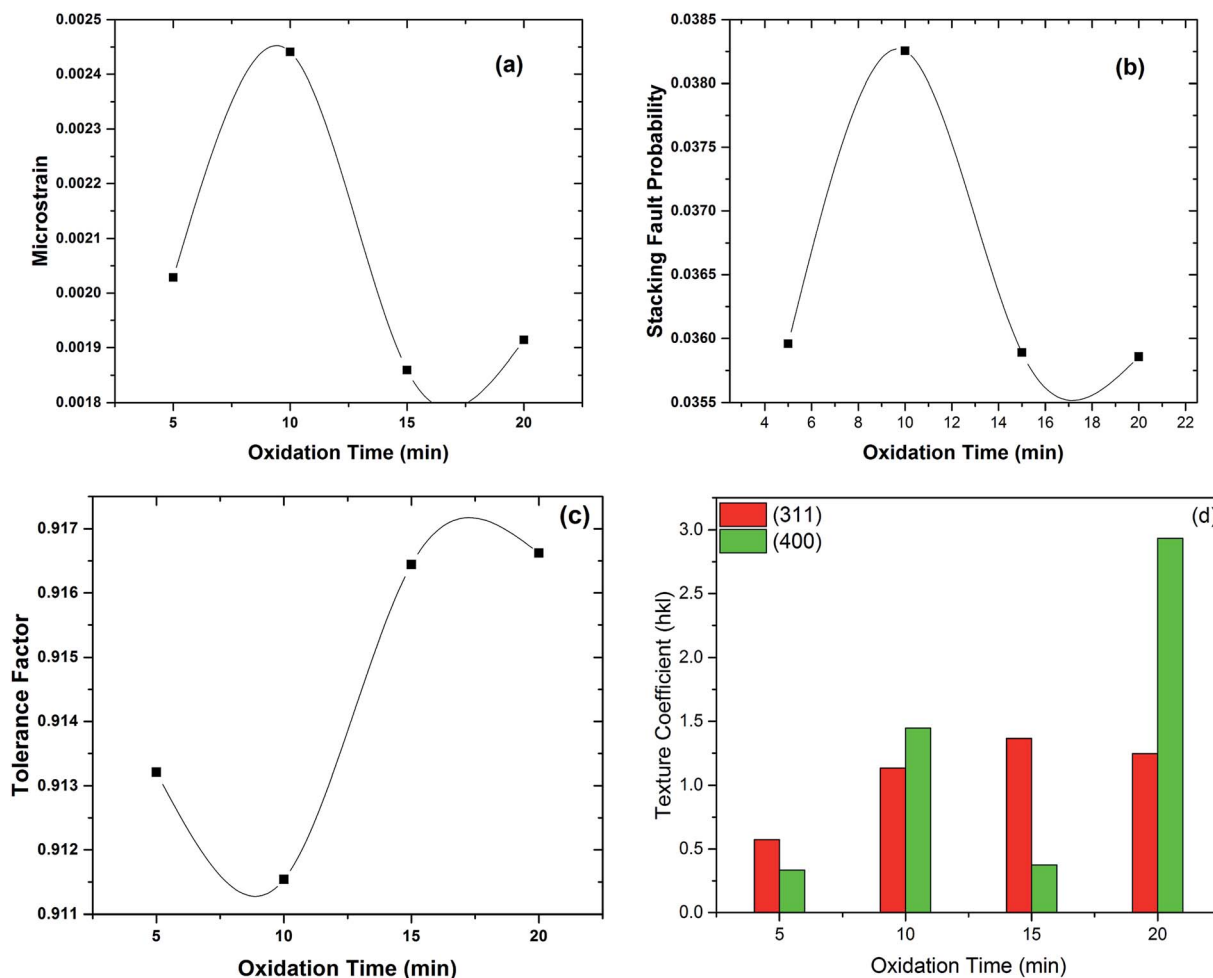 (a)
Microstrain
0.0025
0.0024
0.0023
0.0022
0.0021
0.0020
0.0019
0.0018
5 10 15 20
Oxidation Time (min)
(b)
Stacking Fault Probability
0.0385
0.0380
0.0375
0.0370
0.0365
0.0360
0.0355
4 6 8 10 12 14 16 18 20 22
Oxidation Time (min)
(c)
Tolerance Factor
0.917
0.916
0.915
0.914
0.913
0.912
0.911
5 10 15 20
Oxidation Time (min)
(311)
(400)
(d)
Texture Coefficient (hkl)
3.0
2.5
2.0
1.5
1.0
0.5
0.0
5 10 15 20
Oxidation Time (min)